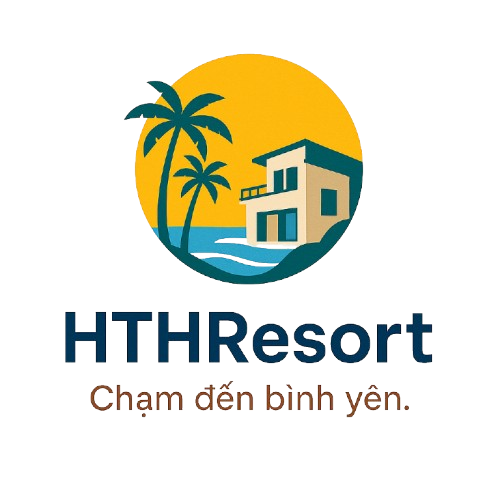 HTHResort
Chạm đến bình yên.